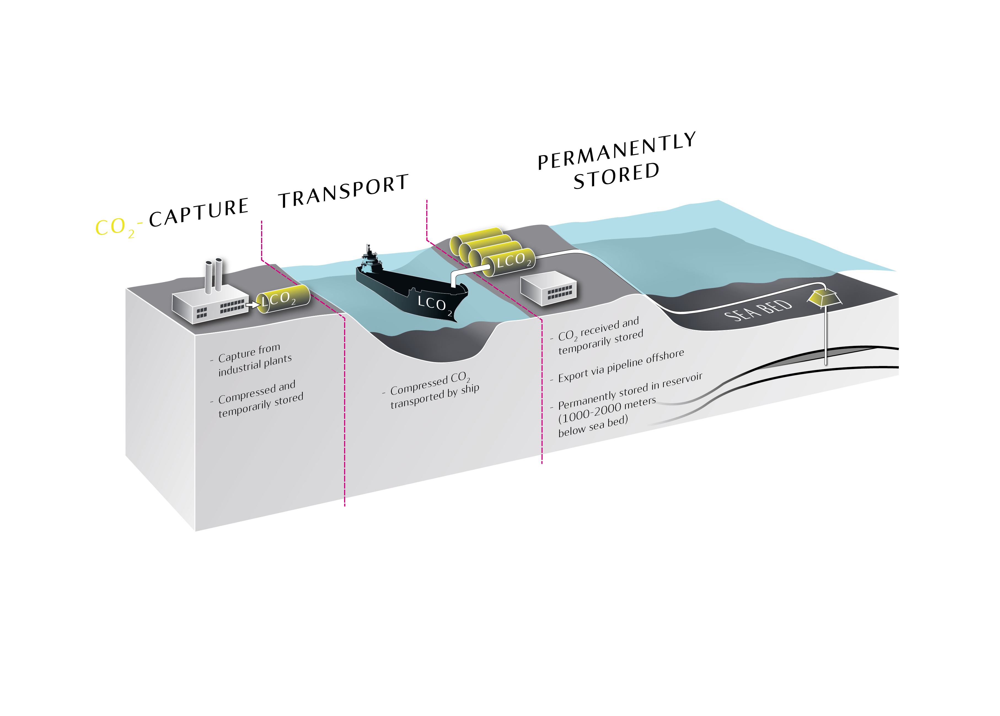 CO₂-CAPTURE
TRANSPORT
PERMANENTLY
STORED
LCO₂
LCO₂
LCO₂
SEA BED
- Capture from
industrial plants
- Compressed and
temporarily stored
- Compressed CO₂
transported by ship
- CO₂ received and
temporarily stored
- Export via pipeline offshore
- Permanently stored in reservoir
(1000-2000 meters
below sea bed)